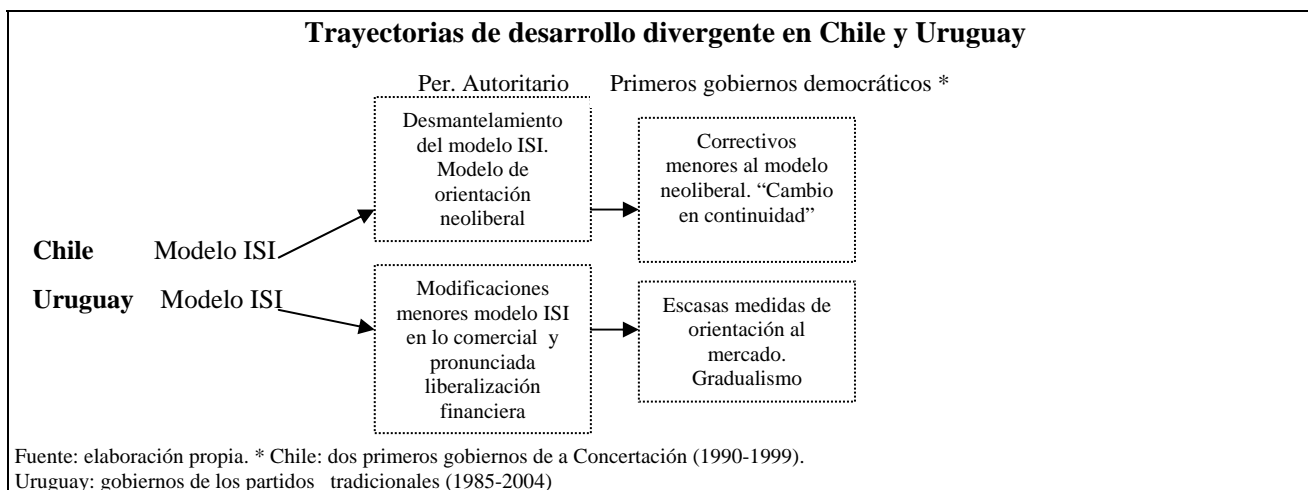 Trayectorias de desarrollo divergente en Chile y Uruguay
Per. Autoritario
Primeros gobiernos democráticos *
Desmantelamiento
del modelo ISI.
Modelo de
orientación
neoliberal
Correctivos
menores al modelo
neoliberal. “Cambio
en continuidad”
Chile Modelo ISI
Uruguay Modelo ISI
Modificaciones
menores modelo ISI
en lo comercial y
pronunciada
liberalización
financiera
Escasas medidas de
orientación al
mercado.
Gradualismo
Fuente: elaboración propia. * Chile: dos primeros gobiernos de a Concertación (1990-1999).
Uruguay: gobiernos de los partidos tradicionales (1985-2004)